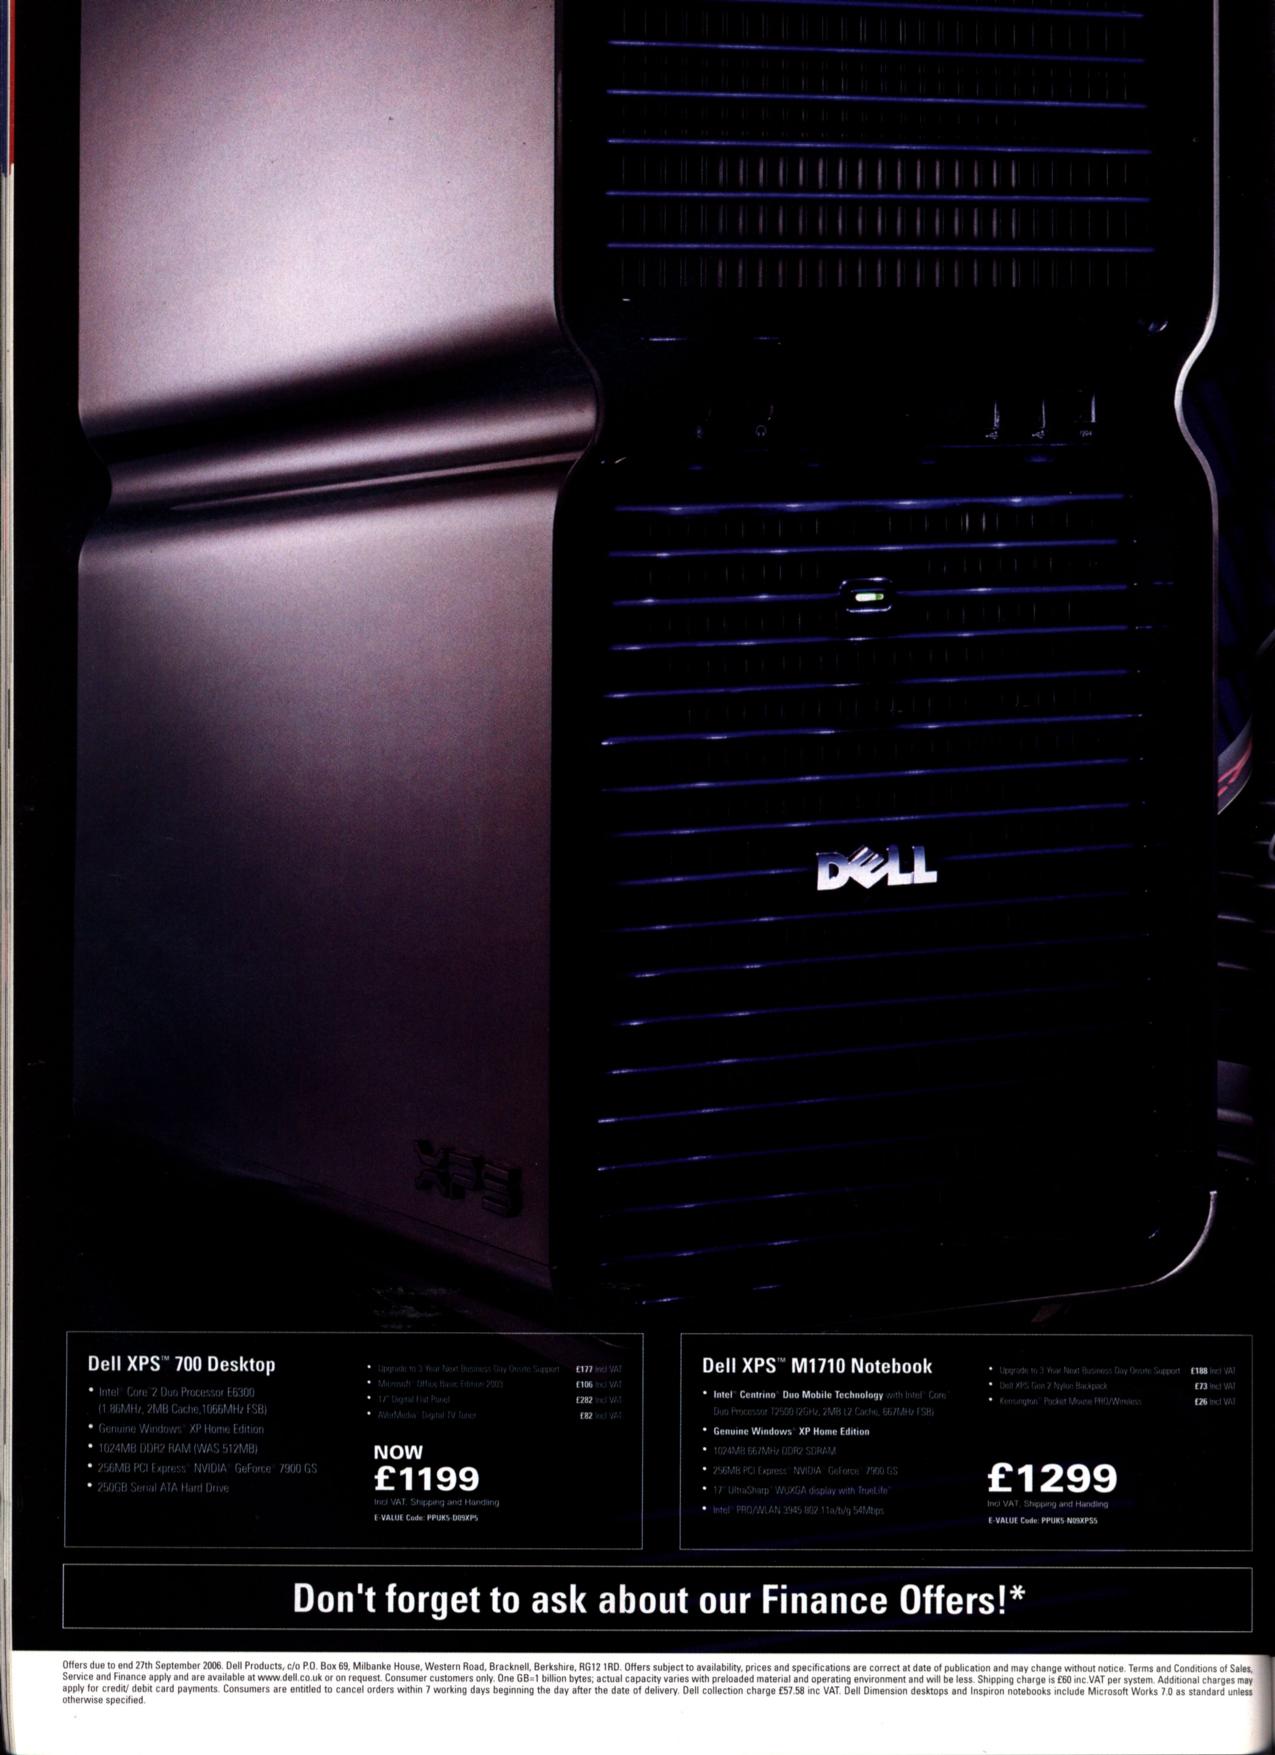 DELL
XPS
Dell XPS™ 700 Desktop
• Intel® Core™2 Duo Processor E6300
(1.86MHz, 2MB Cache,1066MHz FSB)
• Genuine Windows® XP Home Edition
• 1024MB DDR2 RAM (WAS 512MB)
• 256MB PCI Express™ NVIDIA® GeForce® 7900 GS
• 250GB Serial ATA Hard Drive
• Upgrade to 3 Year Next Business Day Onsite Support £177 Incl VAT
• Microsoft® Office Basic Edition 2003 £106 Incl VAT
• 17" Digital Flat Panel £282 Incl VAT
• AVerMedia® Digital TV Tuner £82 Incl VAT
NOW
£1199
Incl VAT, Shipping and Handling
E-VALUE Code: PPUK5-D09XPS
Dell XPS™ M1710 Notebook
• Intel® Centrino® Duo Mobile Technology with Intel® Core™
Duo Processor T2500 (2GHz, 2MB L2 Cache, 667MHz FSB)
• Genuine Windows® XP Home Edition
• 1024MB 667MHz DDR2 SDRAM
• 256MB PCI Express™ NVIDIA® GeForce® 7900 GS
• 17" UltraSharp™ WUXGA display with TrueLife™
• Intel® PRO/WLAN 3945 802.11a/b/g 54Mbps
• Upgrade to 3 Year Next Business Day Onsite Support £188 Incl VAT
• Dell XPS Gen 2 Nylon Backpack £73 Incl VAT
• Kensington® Pocket Mouse PRO/Wireless £26 Incl VAT
£1299
Incl VAT, Shipping and Handling
E-VALUE Code: PPUK5-N09XPS5
Don't forget to ask about our Finance Offers!*
Offers due to end 27th September 2006. Dell Products, c/o P.O. Box 69, Milbanke House, Western Road, Bracknell, Berkshire, RG12 1RD. Offers subject to availability, prices and specifications are correct at date of publication and may change without notice. Terms and Conditions of Sales,
Service and Finance apply and are available at www.dell.co.uk or on request. Consumer customers only. One GB=1 billion bytes; actual capacity varies with preloaded material and operating environment and will be less. Shipping charge is £60 inc.VAT per system. Additional charges may
apply for credit/ debit card payments. Consumers are entitled to cancel orders within 7 working days beginning the day after the date of delivery. Dell collection charge £57.58 inc VAT. Dell Dimension desktops and Inspiron notebooks include Microsoft Works 7.0 as standard unless
otherwise specified.